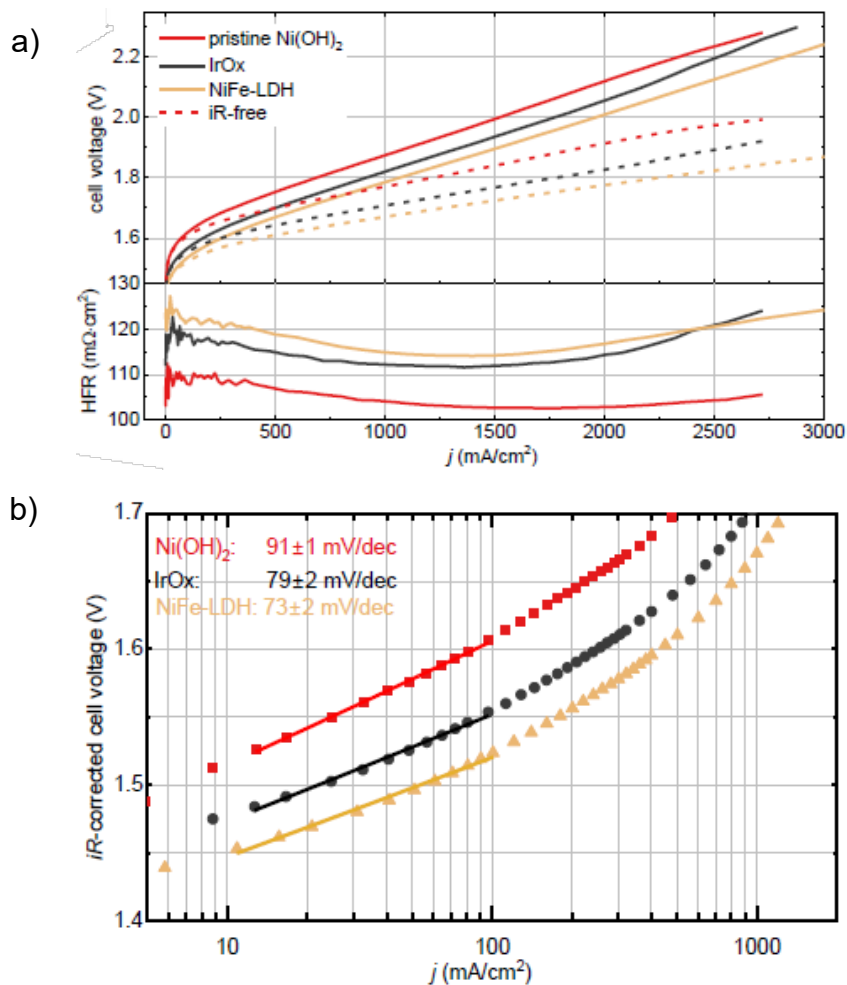 a)
pristine Ni(OH)₂
IrOx
NiFe-LDH
iR-free
cell voltage (V)
2.2
2.0
1.8
1.6
130
120
110
100
HFR (mΩ·cm²)
0 500 1000 1500 2000 2500 3000
j (mA/cm²)
b)
1.7
1.6
1.5
1.4
iR-corrected cell voltage (V)
Ni(OH)₂: 91±1 mV/dec
IrOx: 79±2 mV/dec
NiFe-LDH: 73±2 mV/dec
10 100 1000
j (mA/cm²)